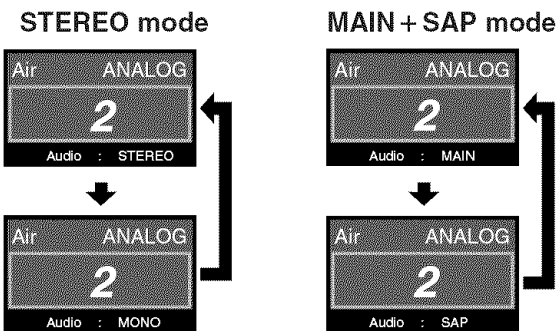 STEREO mode
Air ANALOG
2
Audio : STEREO
Air ANALOG
2
Audio : MONO
MAIN + SAP mode
Air ANALOG
2
Audio : MAIN
Air ANALOG
2
Audio : SAP